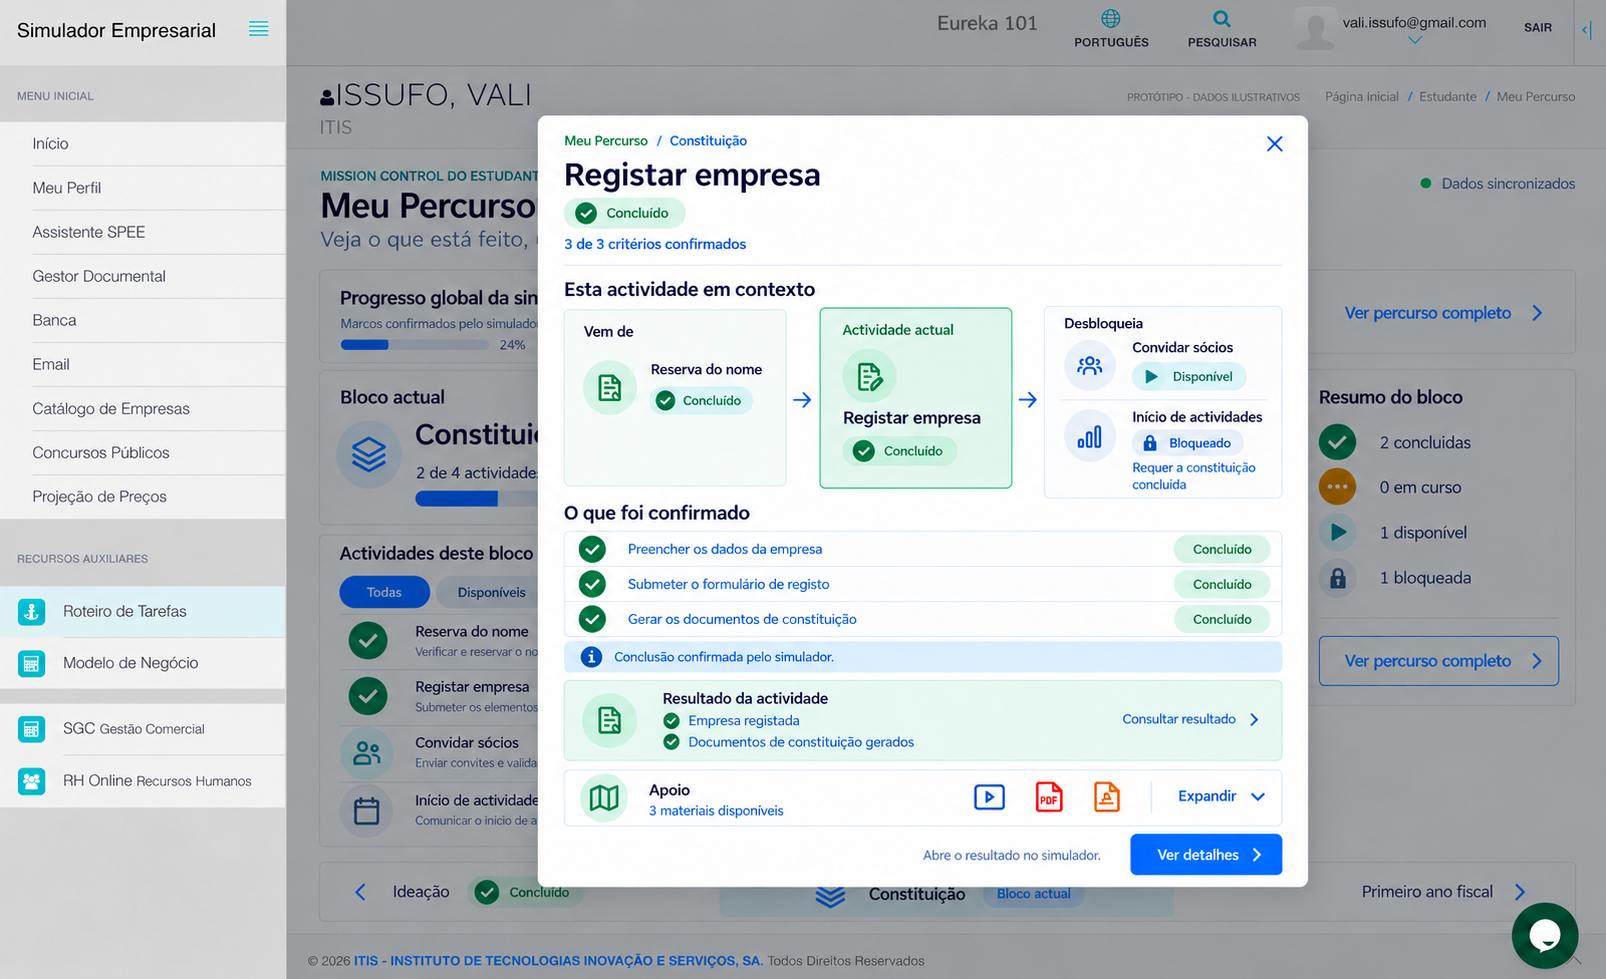 Simulador Empresarial
Eureka 101
PORTUGUÊS
PESQUISAR
vali.issufo@gmail.com
SAIR
MENU INICIAL
Início
Meu Perfil
Assistente SPEE
Gestor Documental
Banca
Email
Catálogo de Empresas
Concursos Públicos
Projeção de Preços
RECURSOS AUXILIARES
Roteiro de Tarefas
Modelo de Negócio
SGC Gestão Comercial
RH Online Recursos Humanos
ISSUFO, VALI
ITIS
PROTÓTIPO - DADOS ILUSTRATIVOS
Página Inicial / Estudante / Meu Percurso
MISSION CONTROL DO ESTUDANT
Meu Percurso
Veja o que está feito,
Dados sincronizados
Progresso global da sin
Marcos confirmados pelo simulado
24%
Ver percurso completo
Bloco actual
Constitui
2 de 4 actividade
Actividades deste bloco
Todas
Disponíveis
Reserva do nome
Verificar e reservar o no
Registar empresa
Submeter os elementos
Convidar sócios
Enviar convites e valida
Início de actividade
Comunicar o inicio de a
Resumo do bloco
2 concluidas
0 em curso
1 disponível
1 bloqueada
Ver percurso completo
Meu Percurso / Constituição
Registar empresa
Concluído
3 de 3 critérios confirmados
Esta actividade em contexto
Vem de
Reserva do nome
Concluído
Actividade actual
Registar empresa
Concluído
Desbloqueia
Convidar sócios
Disponível
Início de actividades
Bloqueado
Requer a constituição
concluida
O que foi confirmado
Preencher os dados da empresa
Concluído
Submeter o formulário de registo
Concluído
Gerar os documentos de constituição
Concluído
Conclusão confirmada pelo simulador.
Resultado da actividade
Empresa registada
Documentos de constituição gerados
Consultar resultado
Apoio
3 materiais disponíveis
PDF
Expandir
Abre o resultado no simulador.
Ver detalhes
Ideação
Concluído
Constituição
Bloco actual
Primeiro ano fiscal
© 2026 ITIS - INSTITUTO DE TECNOLOGIAS INOVAÇÃO E SERVIÇOS, SA. Todos Direitos Reservados